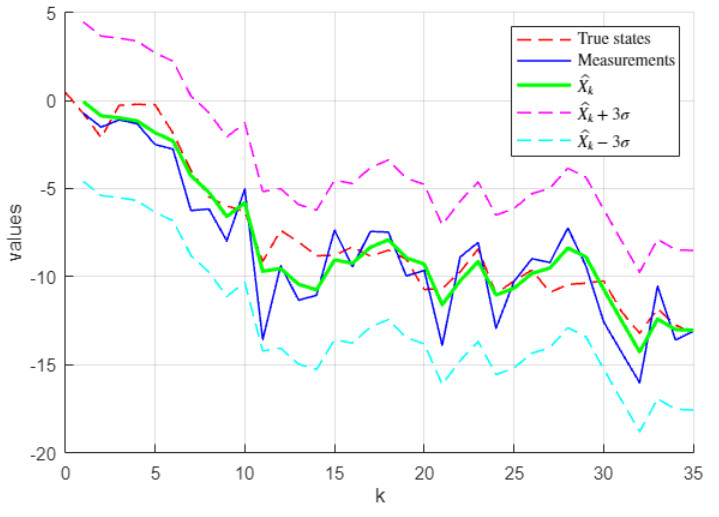 5
0
-5
-10
-15
-20
values
0 5 10 15 20 25 30 35
k
True states
Measurements
X̂ₖ
X̂ₖ + 3σ
X̂ₖ − 3σ